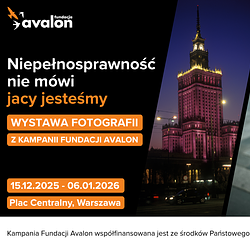 fundacja
avalon
Niepełnosprawność
nie mówi
jacy jesteśmy
WYSTAWA FOTOGRAFII
Z KAMPANII FUNDACJI AVALON
15.12.2025 - 06.01.2026
Plac Centralny, Warszawa
Kampania Fundacji Avalon współfinansowana jest ze środków Państwowego